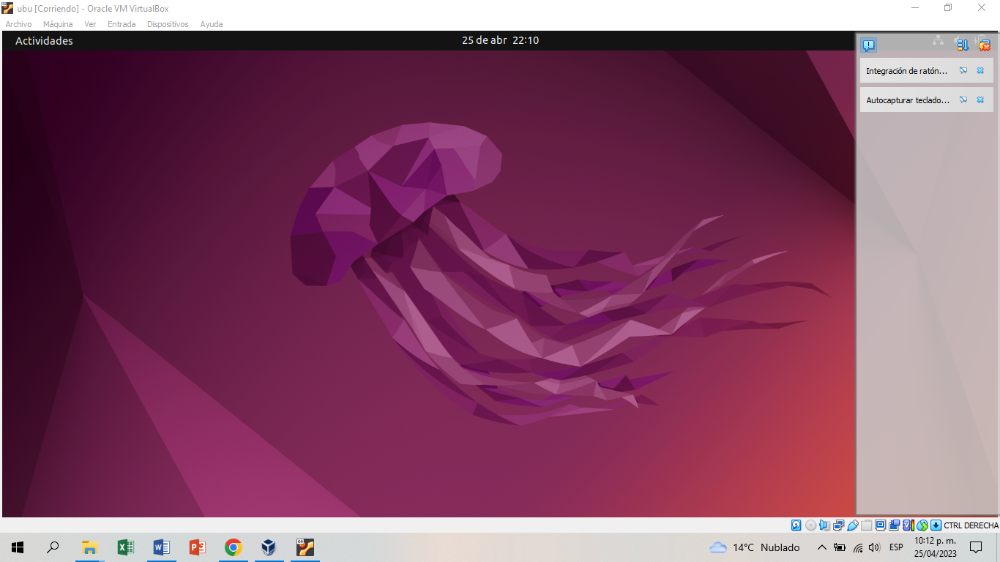 ubu [Corriendo] - Oracle VM VirtualBox
Archivo Máquina Ver Entrada Dispositivos Ayuda
Actividades
25 de abr 22:10
Integración de ratón...
Autocapturar teclado...
CTRL DERECHA
14°C Nublado
ESP
10:12 p. m.
25/04/2023